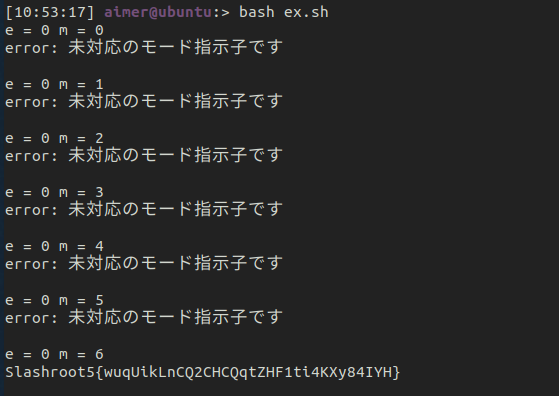 [10:53:17] aimer@ubuntu:> bash ex.sh
e = 0 m = 0
error: 未対応のモード指示子です
e = 0 m = 1
error: 未対応のモード指示子です
e = 0 m = 2
error: 未対応のモード指示子です
e = 0 m = 3
error: 未対応のモード指示子です
e = 0 m = 4
error: 未対応のモード指示子です
e = 0 m = 5
error: 未対応のモード指示子です
e = 0 m = 6
Slashroot5{wuqUikLnCQ2CHCQqtZHF1ti4KXy84IYH}